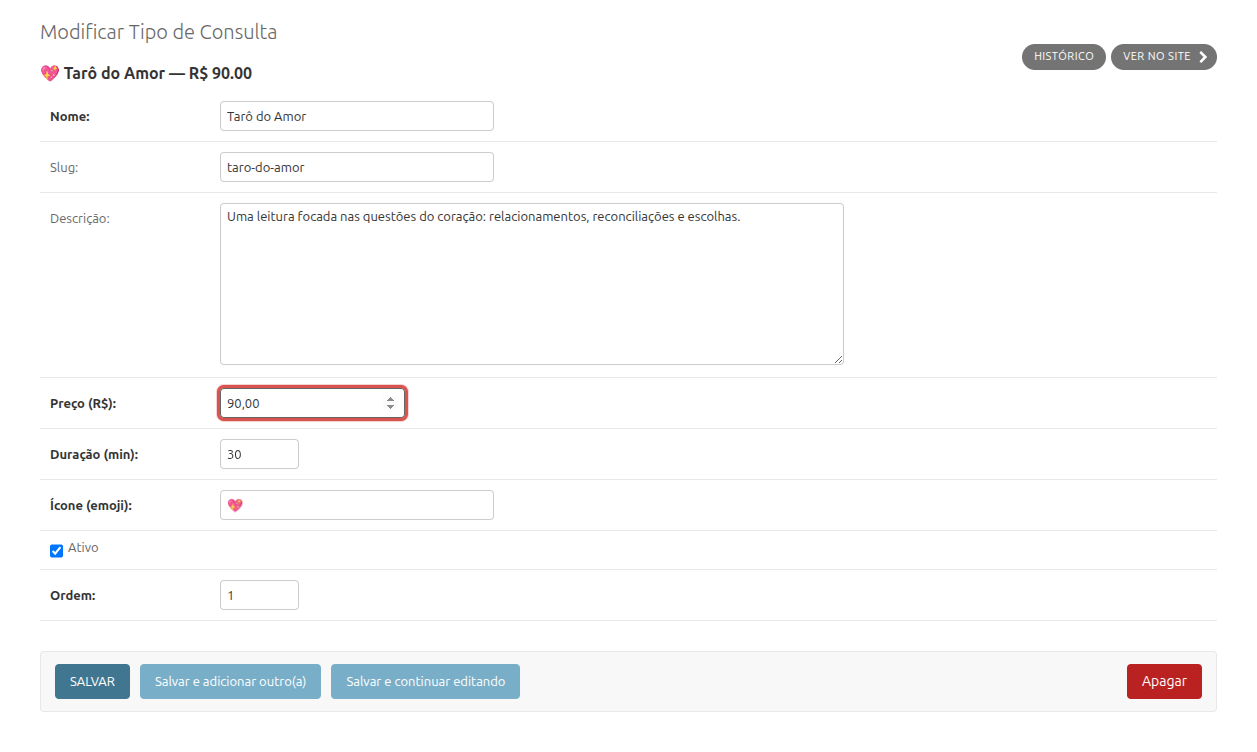 Modificar Tipo de Consulta
HISTÓRICO
VER NO SITE
💖 Tarô do Amor — R$ 90.00
Nome:
Tarô do Amor
Slug:
taro-do-amor
Descrição:
Uma leitura focada nas questões do coração: relacionamentos, reconciliações e escolhas.
Preço (R$):
90,00
Duração (min):
30
Ícone (emoji):
💖
Ativo
Ordem:
1
SALVAR
Salvar e adicionar outro(a)
Salvar e continuar editando
Apagar